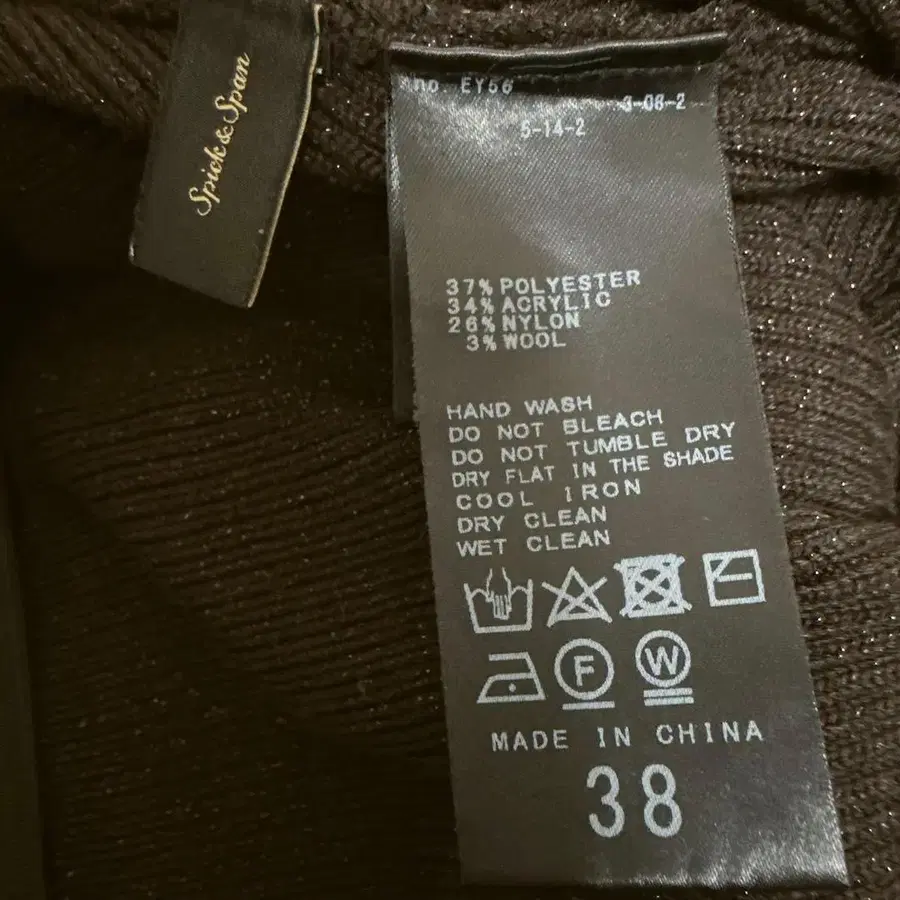 Spick & Span
no. EY56
3-08-2
5-14-2
37% POLYESTER
34% ACRYLIC
26% NYLON
3% WOOL
HAND WASH
DO NOT BLEACH
DO NOT TUMBLE DRY
DRY FLAT IN THE SHADE
COOL IRON
DRY CLEAN
WET CLEAN
F W
MADE IN CHINA
38